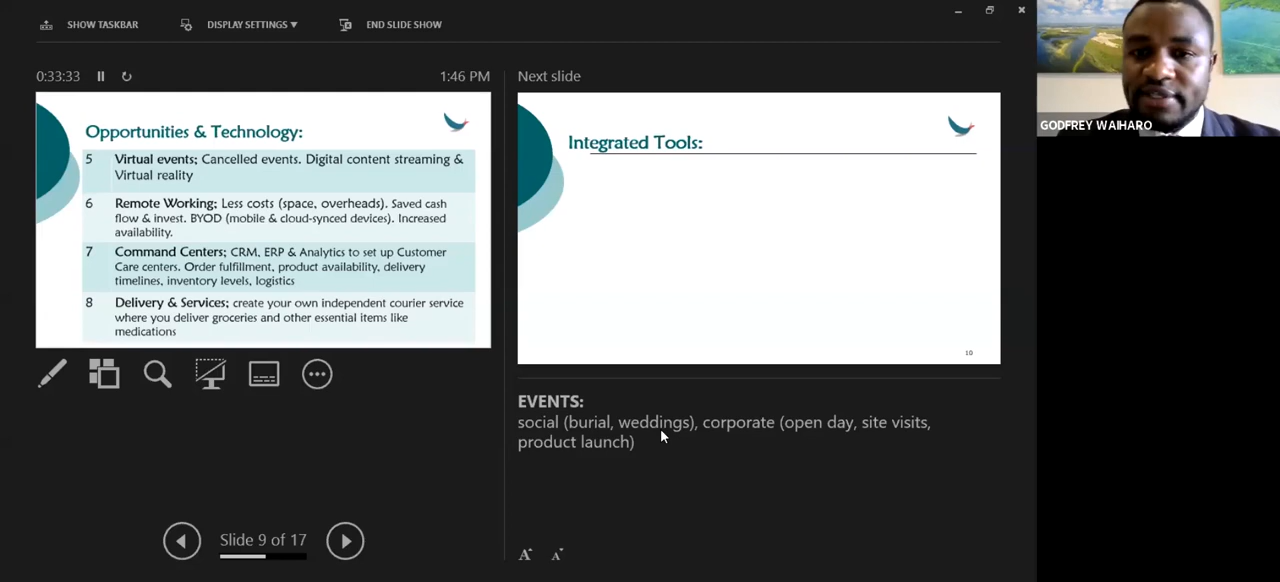 SHOW TASKBAR
DISPLAY SETTINGS ▼
END SLIDE SHOW
0:33:33
1:46 PM
Next slide
Opportunities & Technology:
5 Virtual events; Cancelled events. Digital content streaming &
Virtual reality
6 Remote Working; Less costs (space, overheads). Saved cash
flow & invest. BYOD (mobile & cloud-synced devices). Increased
availability.
7 Command Centers; CRM, ERP & Analytics to set up Customer
Care centers. Order fulfillment, product availability, delivery
timelines, inventory levels, logistics
8 Delivery & Services; create your own independent courier service
where you deliver groceries and other essential items like
medications
Integrated Tools:
10
GODFREY WAIHARO
EVENTS:
social (burial, weddings), corporate (open day, site visits,
product launch)
Slide 9 of 17
A A